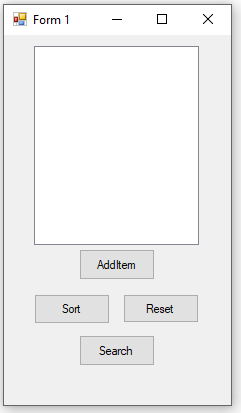 Form 1
AddItem
Sort Reset
Search